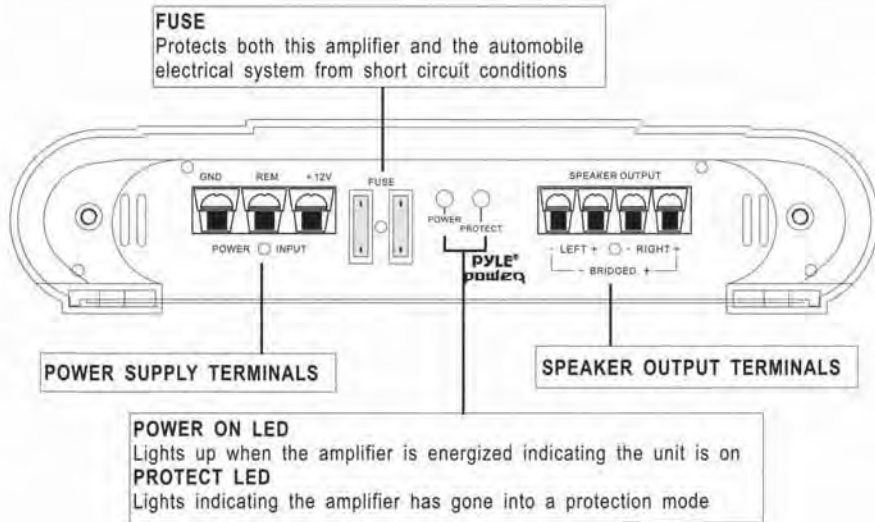 FUSE
Protects both this amplifier and the automobile
electrical system from short circuit conditions
GND REM +12V
FUSE
SPEAKER OUTPUT
POWER
PROTECT
POWER INPUT
- LEFT + - RIGHT +
- BRIDGED +
PYLE®
power
POWER SUPPLY TERMINALS
SPEAKER OUTPUT TERMINALS
POWER ON LED
Lights up when the amplifier is energized indicating the unit is on
PROTECT LED
Lights indicating the amplifier has gone into a protection mode